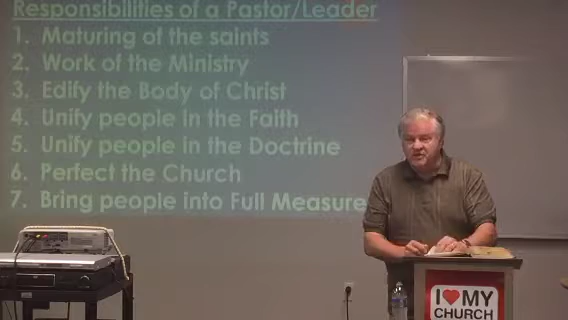 Responsibilities of a Pastor/Leader
1. Maturing of the saints
2. Work of the Ministry
3. Edify the Body of Christ
4. Unify people in the Faith
5. Unify people in the Doctrine
6. Perfect the Church
7. Bring people into Full Measure
I ❤ MY
CHURCH